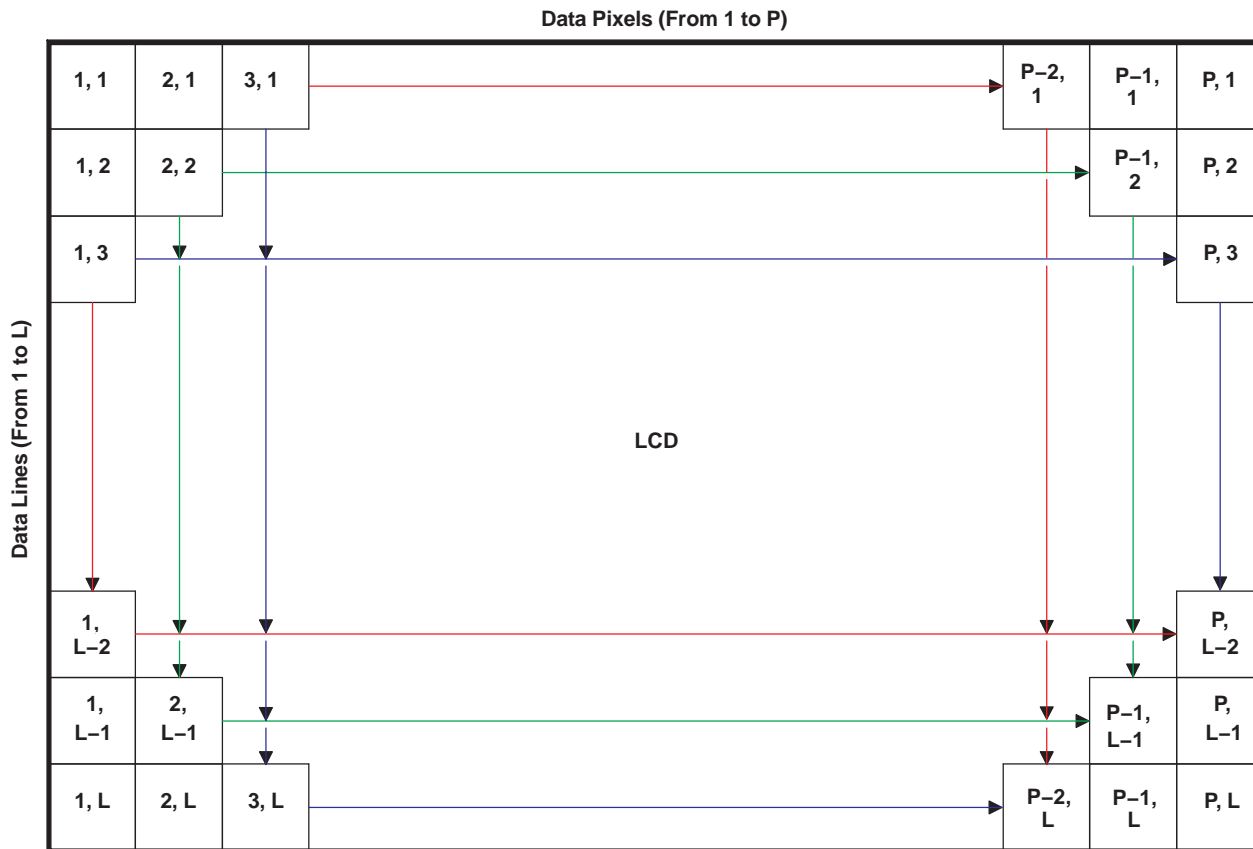 Data Pixels (From 1 to P)
1, 1
2, 1
3, 1
P–2,
1
P–1,
1
P, 1
1, 2
2, 2
P–1,
2
P, 2
1, 3
P, 3
Data Lines (From 1 to L)
LCD
1,
L–2
P,
L–2
1,
L–1
2,
L–1
P–1,
L–1
P,
L–1
1, L
2, L
3, L
P–2,
L
P–1,
L
P, L